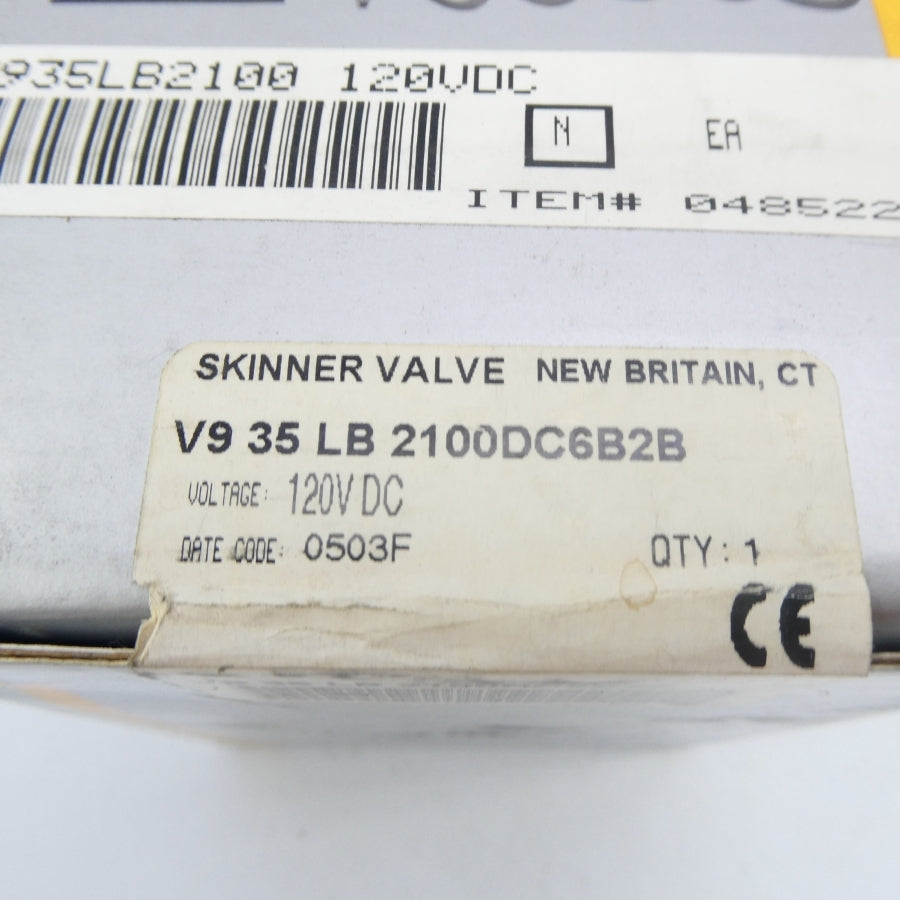 935LB2100 120VDC
N EA
ITEM# 048522
SKINNER VALVE NEW BRITAIN, CT
V9 35 LB 2100DC6B2B
VOLTAGE: 120V DC
DATE CODE: 0503F QTY: 1
CE